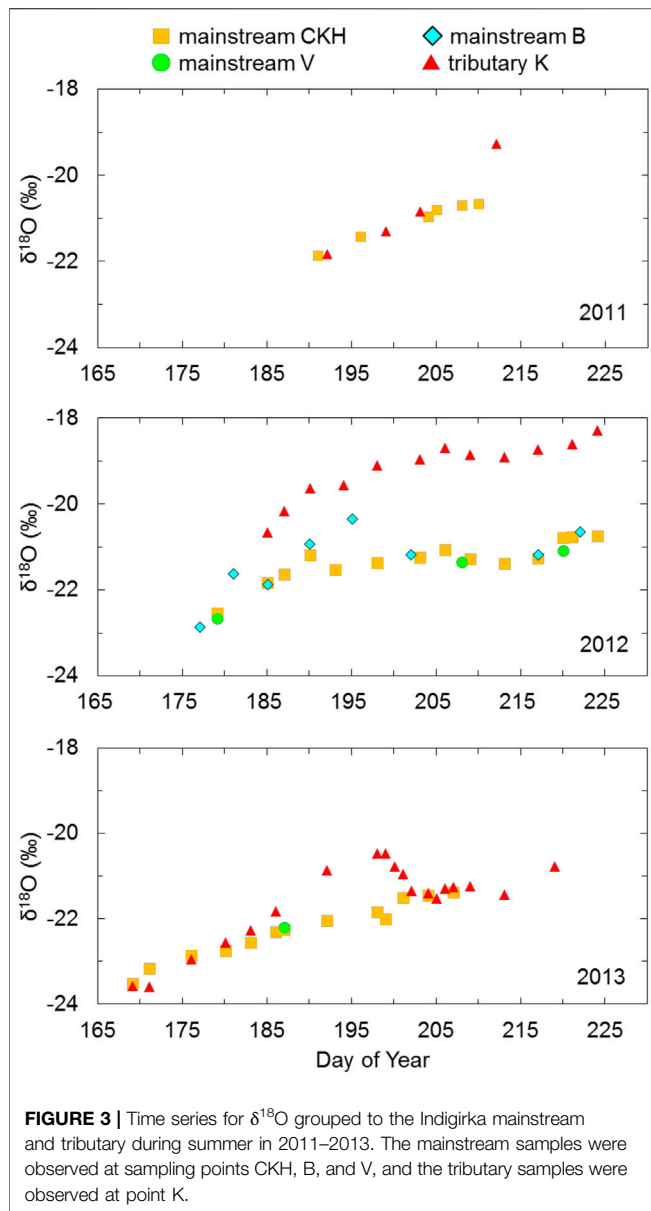 mainstream CKH
mainstream B
mainstream V
tributary K
-18
-20
-22
-24
δ¹⁸O (‰)
2011
165 175 185 195 205 215 225
-18
-20
-22
-24
δ¹⁸O (‰)
2012
165 175 185 195 205 215 225
-18
-20
-22
-24
δ¹⁸O (‰)
2013
165 175 185 195 205 215 225
Day of Year
FIGURE 3 | Time series for δ¹⁸O grouped to the Indigirka mainstream
and tributary during summer in 2011–2013. The mainstream samples were
observed at sampling points CKH, B, and V, and the tributary samples were
observed at point K.